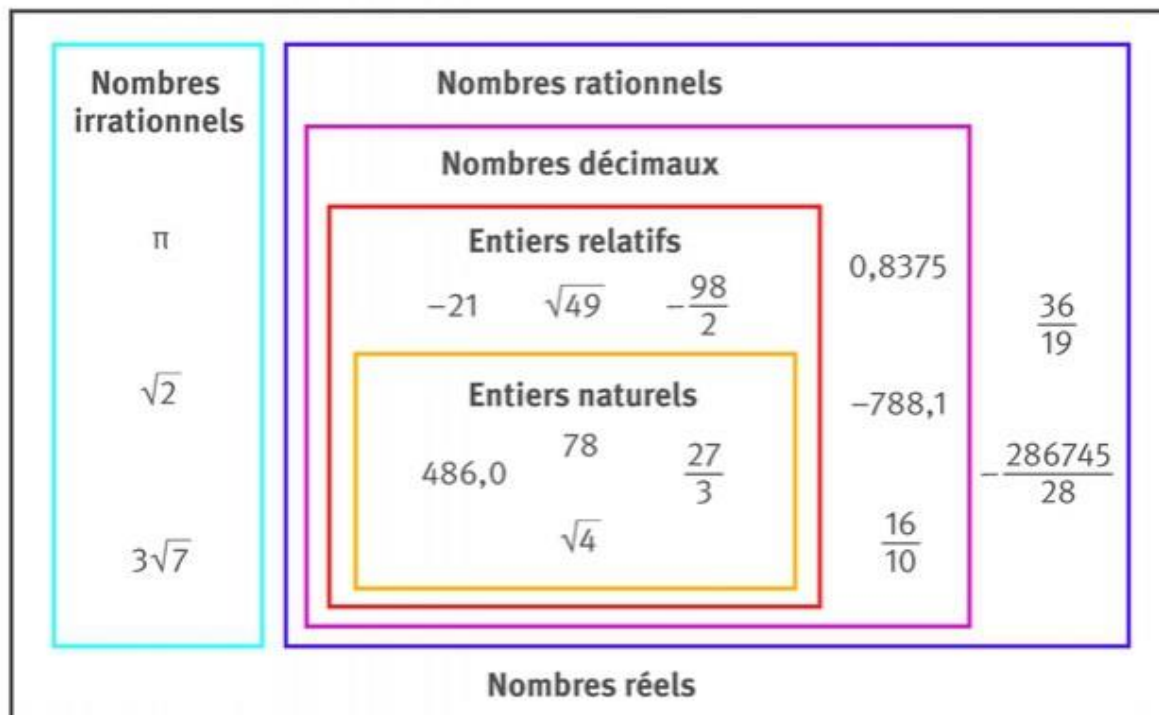 Nombres
irrationnels
π
√2
3√7
Nombres rationnels
Nombres décimaux
Entiers relatifs
−21 √49 −98/2
Entiers naturels
486,0 78 27/3
√4
0,8375
−788,1
16/10
36/19
−286745/28
Nombres réels